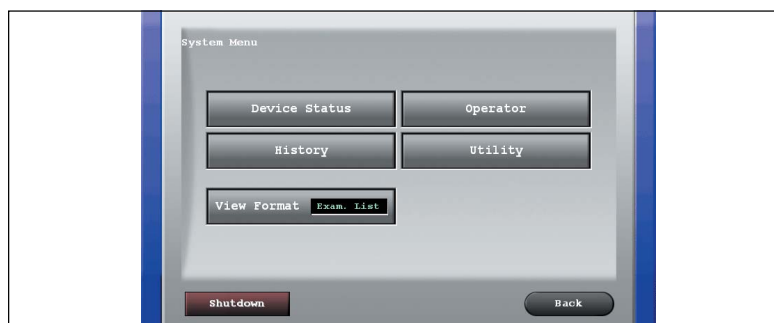 System Menu
Device Status
Operator
History
Utility
View Format Exam. List
Shutdown
Back